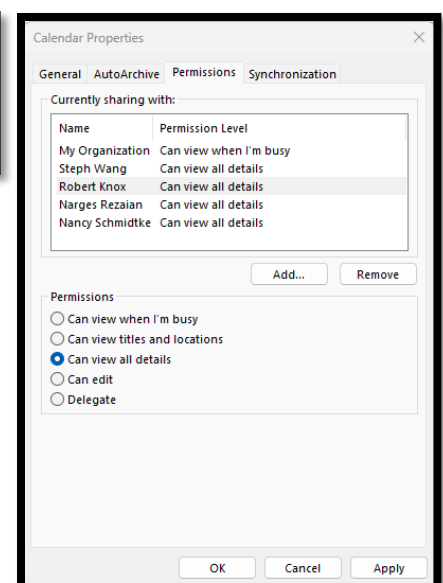 Calendar Properties
General AutoArchive Permissions Synchronization
Currently sharing with:
Name Permission Level
My Organization Can view when I'm busy
Steph Wang Can view all details
Robert Knox Can view all details
Narges Rezaian Can view all details
Nancy Schmidtke Can view all details
Add... Remove
Permissions
Can view when I'm busy
Can view titles and locations
Can view all details
Can edit
Delegate
OK Cancel Apply